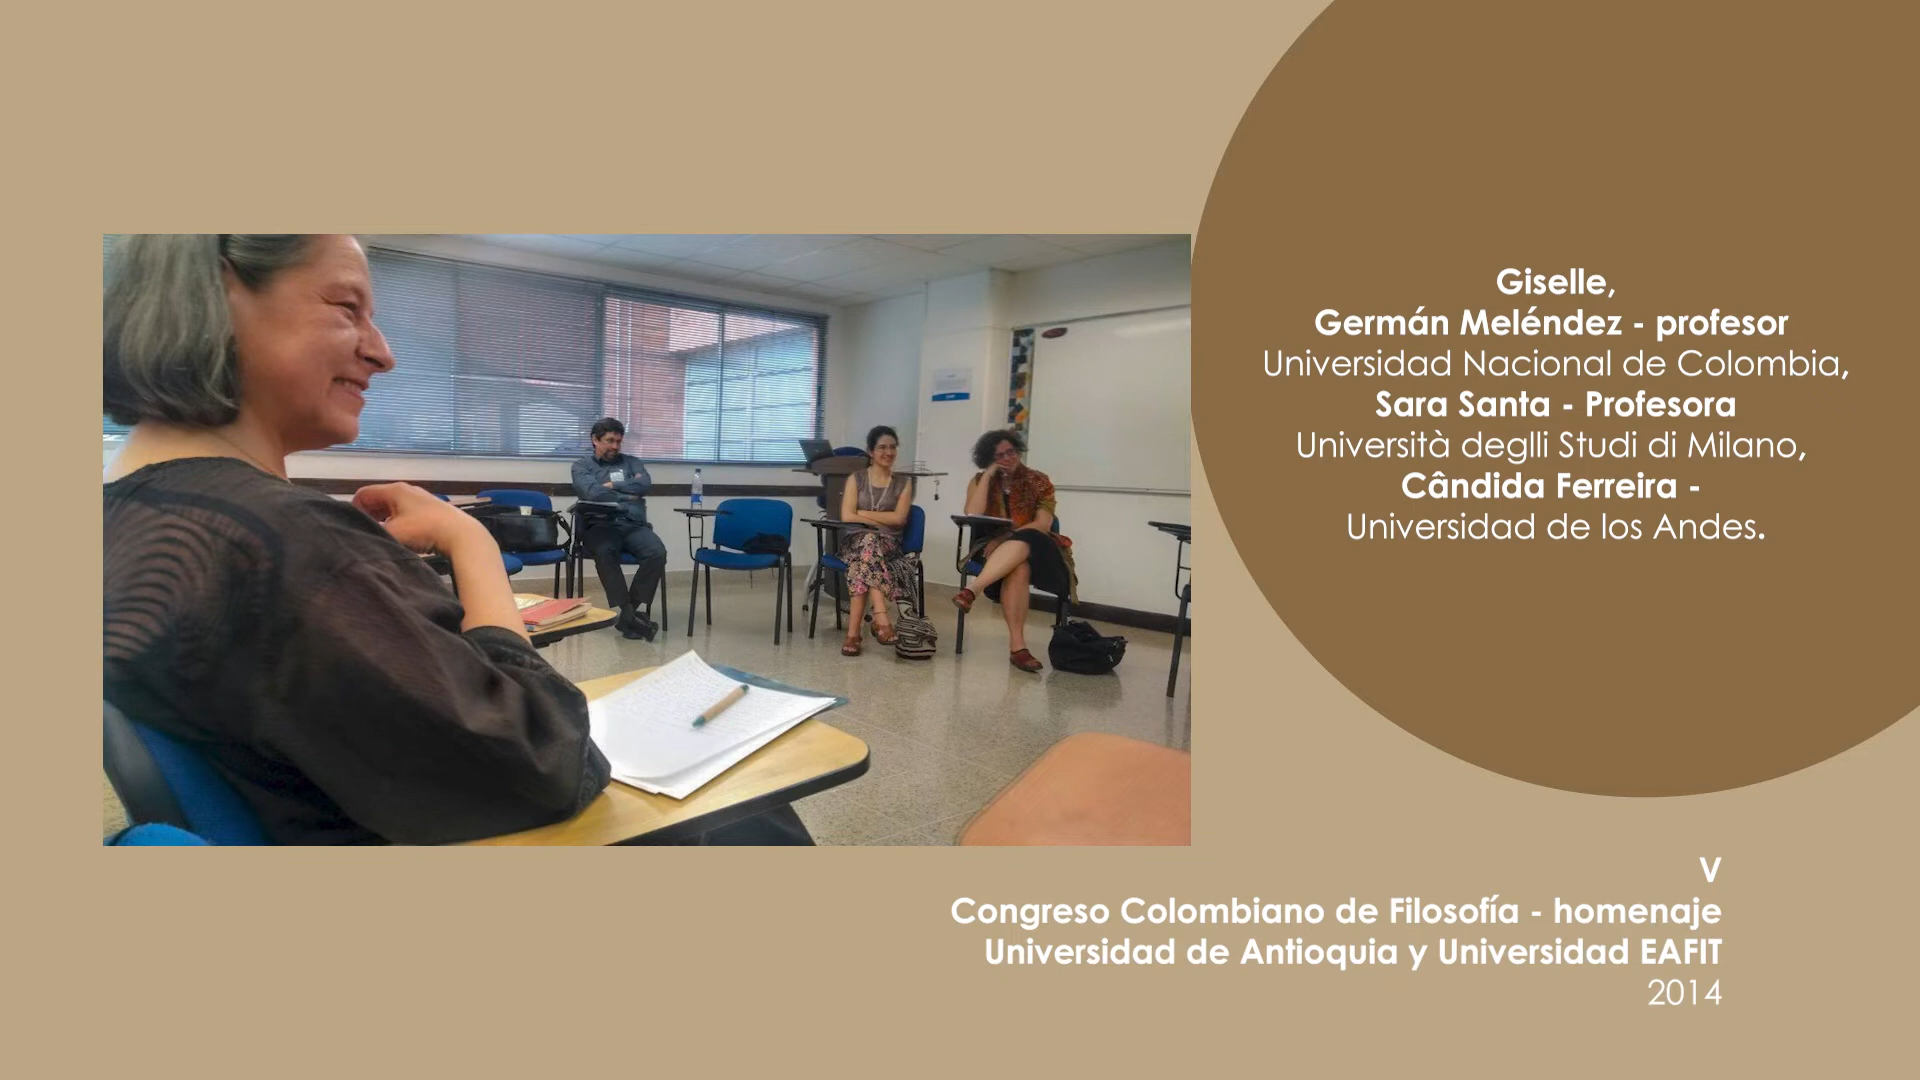 Giselle,
Germán Meléndez - profesor
Universidad Nacional de Colombia,
Sara Santa - Profesora
Università deglli Studi di Milano,
Cândida Ferreira -
Universidad de los Andes.
V
Congreso Colombiano de Filosofía - homenaje
Universidad de Antioquia y Universidad EAFIT
2014